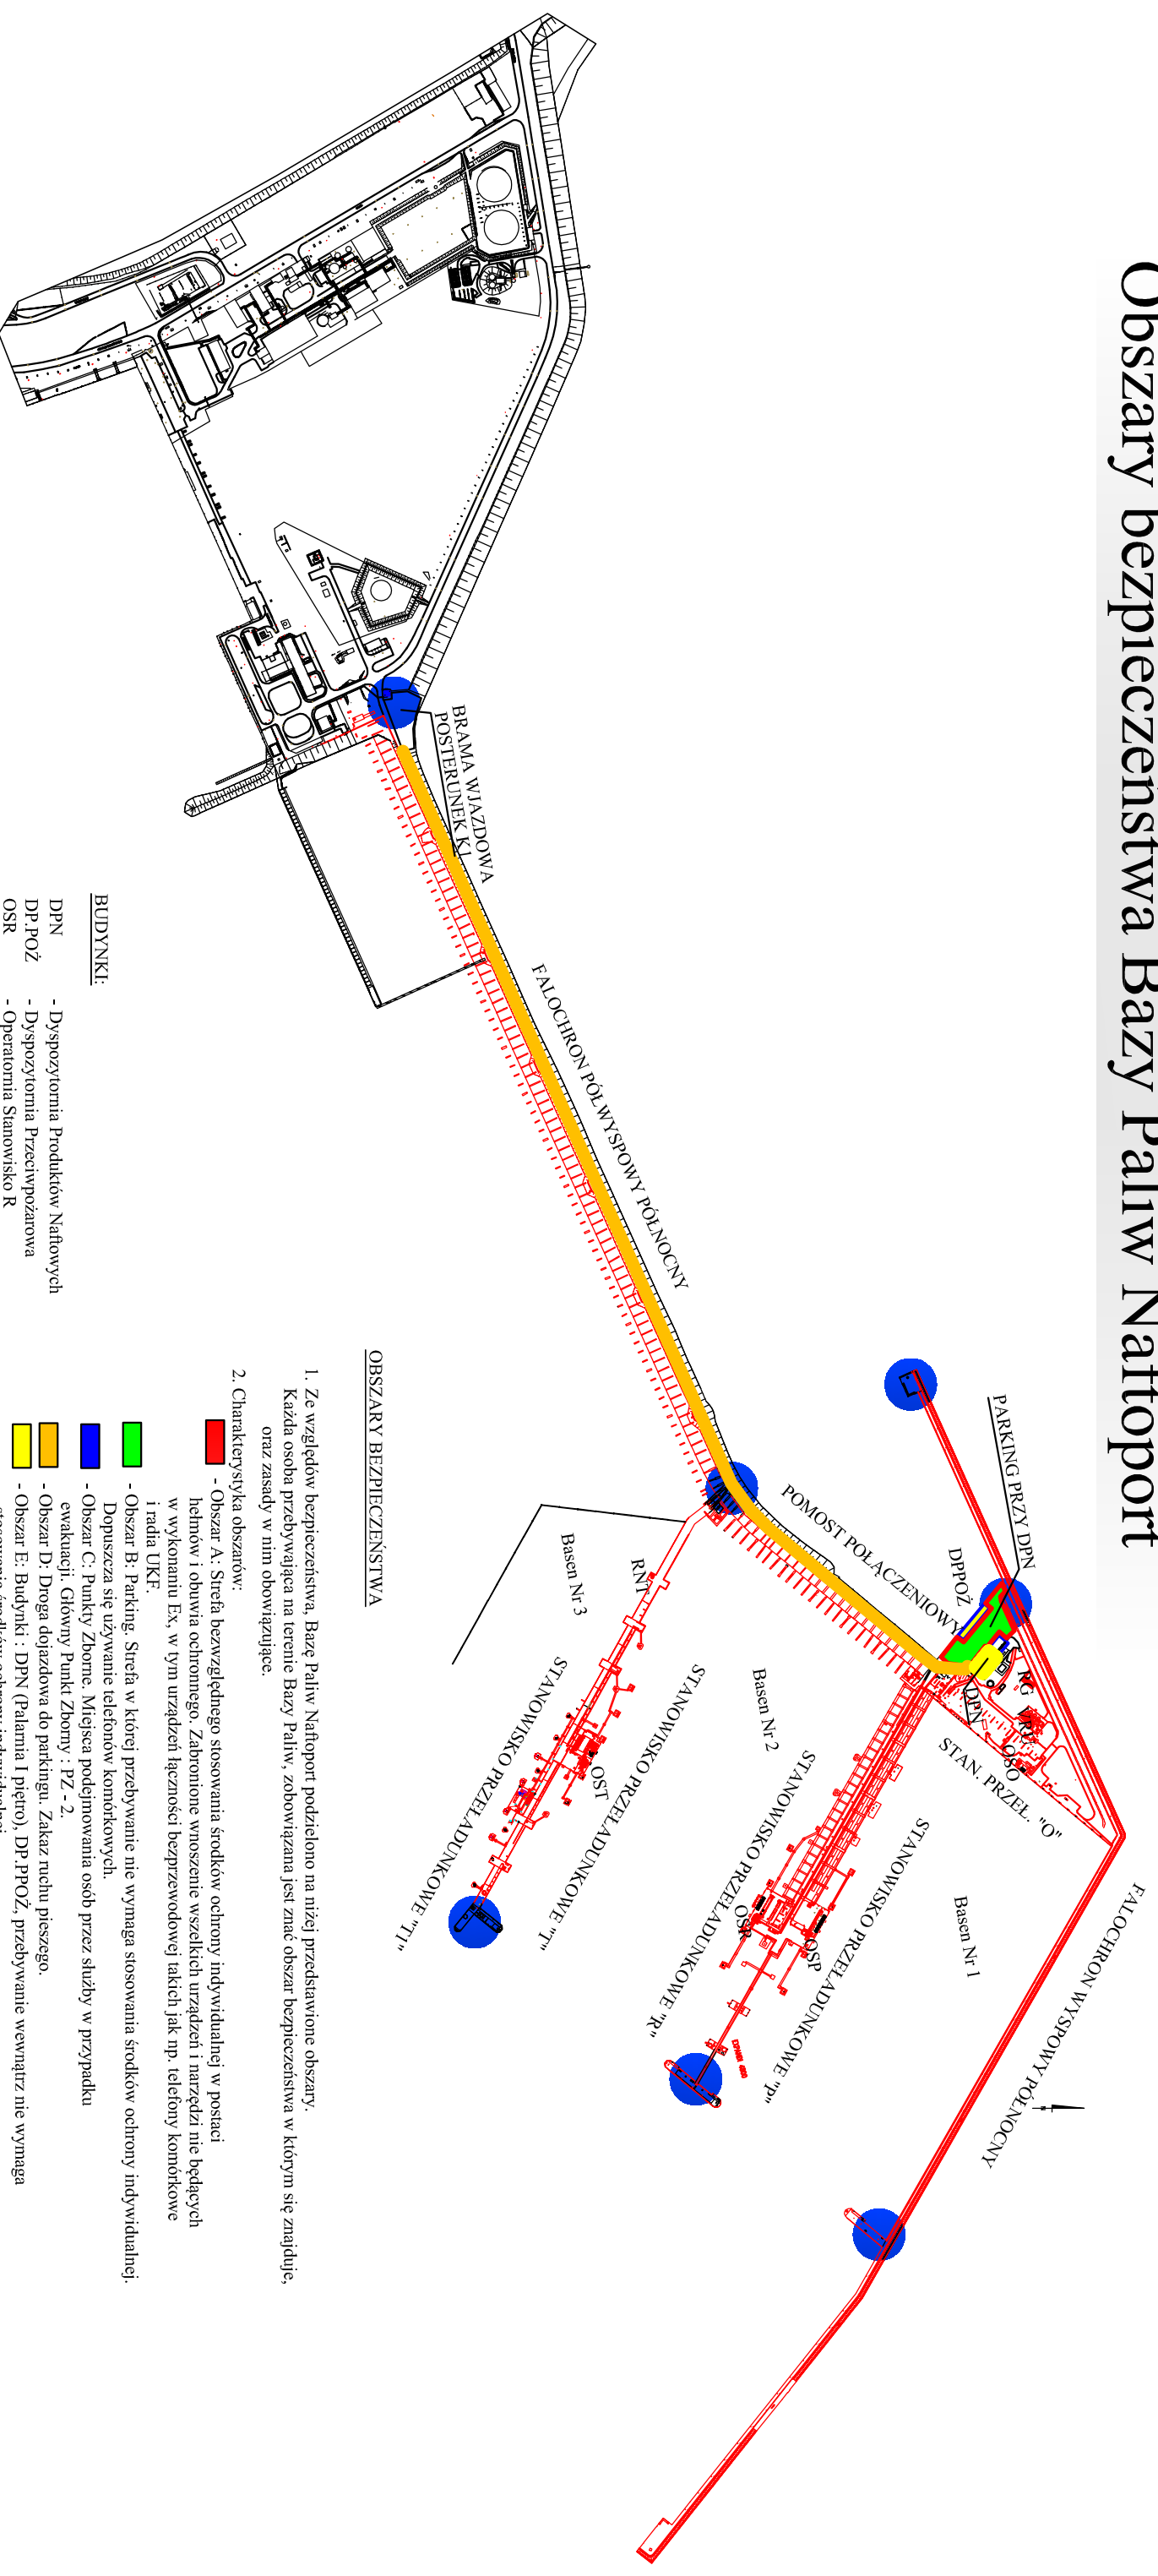 Obszary bezpieczeństwa Bazy Paliw Naftoport
BRAMA WJAZDOWA
POSTERUNEK K1
FALOCHRON PÓŁWYSPOWY PÓŁNOCNY
POMOST POŁĄCZENIOWY
PARKING PRZY DPN
DPPOŻ
DPN
RG
VRU
OSO
STAN. PRZEŁ. "O"
FALOCHRON WYSPOWY PÓŁNOCNY
Basen Nr 1
STANOWISKO PRZEŁADUNKOWE "P"
OSP
OSR
STANOWISKO PRZEŁADUNKOWE "R"
Basen Nr 2
STANOWISKO PRZEŁADUNKOWE "T"
OST
STANOWISKO PRZEŁADUNKOWE "T1"
RNT
Basen Nr 3
OBSZARY BEZPIECZEŃSTWA
1. Ze względów bezpieczeństwa, Bazę Paliw Naftoport podzielono na niżej przedstawione obszary.
Każda osoba przebywająca na terenie Bazy Paliw, zobowiązana jest znać obszar bezpieczeństwa w którym się znajduje,
oraz zasady w nim obowiązujące.
2. Charakterystyka obszarów:
- Obszar A: Strefa bezwzględnego stosowania środków ochrony indywidualnej w postaci
hełmów i obuwia ochronnego. Zabronione wnoszenie wszelkich urządzeń i narzędzi nie będących
w wykonaniu Ex, w tym urządzeń łączności bezprzewodowej takich jak np. telefony komórkowe
i radia UKF.
- Obszar B: Parking. Strefa w której przebywanie nie wymaga stosowania środków ochrony indywidualnej.
Dopuszcza się używanie telefonów komórkowych.
- Obszar C: Punkty Zborne. Miejsca podejmowania osób przez służby w przypadku
ewakuacji. Główny Punkt Zborny : PZ - 2.
- Obszar D: Droga dojazdowa do parkingu. Zakaz ruchu pieszego.
- Obszar E: Budynki : DPN (Palarnia I piętro), DP.PPOŻ, przebywanie wewnątrz nie wymaga
stosowania środków ochrony indywidualnej.
BUDYNKI:
DPN - Dyspozytornia Produktów Naftowych
DP.POŻ - Dyspozytornia Przeciwpożarowa
OSR - Operatornia Stanowisko R